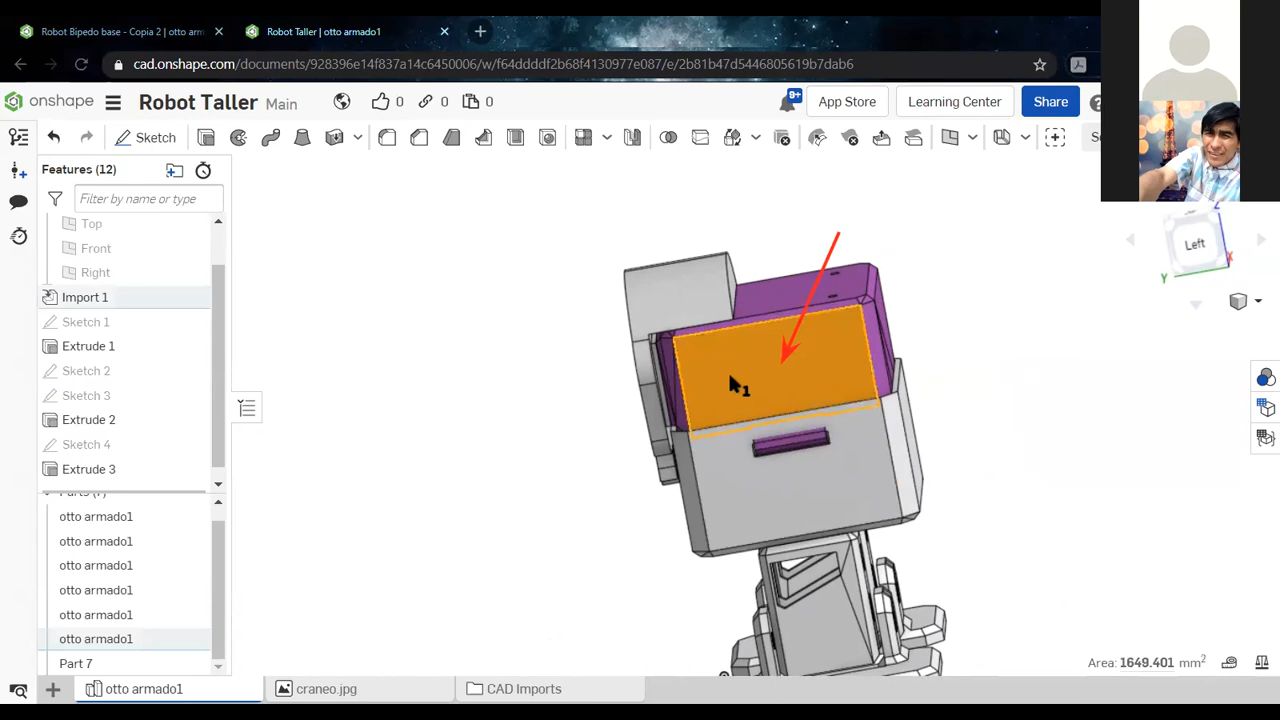 Robot Bipedo base - Copia 2 | otto arm
Robot Taller | otto armado1
cad.onshape.com/documents/928396e14f837a14c6450006/w/f64ddddf2b68f4130977e087/e/2b81b47d5446805619b7dab6
onshape Robot Taller Main 0 0 0 9+ App Store Learning Center Share
Sketch
Features (12)
Filter by name or type
Top
Front
Right
Import 1
Sketch 1
Extrude 1
Sketch 2
Sketch 3
Extrude 2
Sketch 4
Extrude 3
Parts (7)
otto armado1
otto armado1
otto armado1
otto armado1
otto armado1
otto armado1
Part 7
1
Left
Z
X
Y
Area: 1649.401 mm²
otto armado1
craneo.jpg
CAD Imports